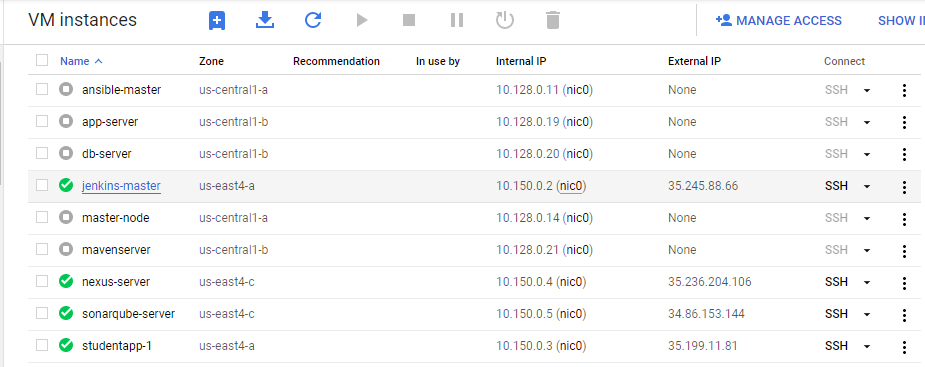 VM instances MANAGE ACCESS SHOW I
Name Zone Recommendation In use by Internal IP External IP Connect
ansible-master us-central1-a 10.128.0.11 (nic0) None SSH
app-server us-central1-b 10.128.0.19 (nic0) None SSH
db-server us-central1-b 10.128.0.20 (nic0) None SSH
jenkins-master us-east4-a 10.150.0.2 (nic0) 35.245.88.66 SSH
master-node us-central1-a 10.128.0.14 (nic0) None SSH
mavenserver us-central1-b 10.128.0.21 (nic0) None SSH
nexus-server us-east4-c 10.150.0.4 (nic0) 35.236.204.106 SSH
sonarqube-server us-east4-c 10.150.0.5 (nic0) 34.86.153.144 SSH
studentapp-1 us-east4-a 10.150.0.3 (nic0) 35.199.11.81 SSH